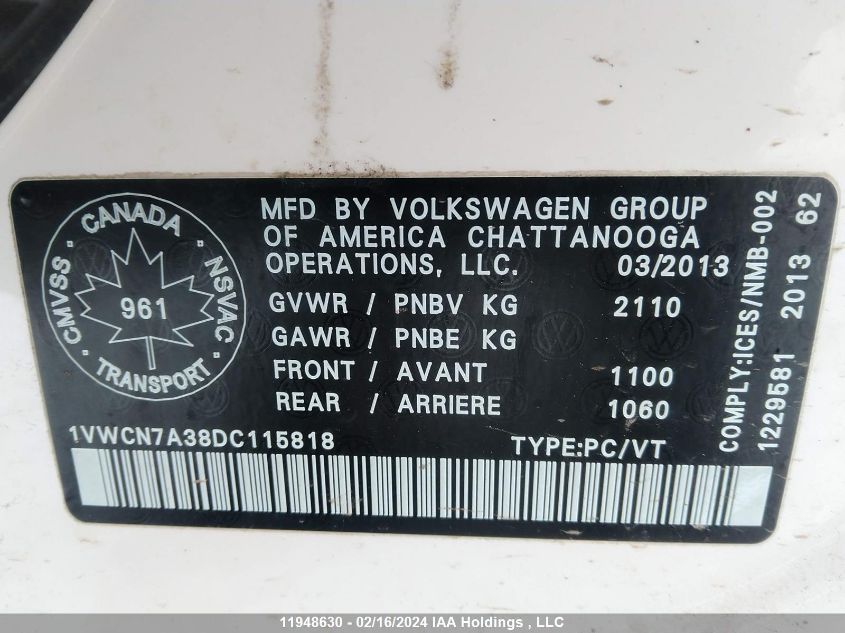 CANADA
CMVSS · NSVAC
961
TRANSPORT
MFD BY VOLKSWAGEN GROUP
OF AMERICA CHATTANOOGA
OPERATIONS, LLC. 03/2013
GVWR / PNBV KG 2110
GAWR / PNBE KG
FRONT / AVANT 1100
REAR / ARRIERE 1060
1VWCN7A38DC115818 TYPE:PC/VT
COMPLY:ICES/NMB-002
1229581 2013 62
11948630 - 02/16/2024 IAA Holdings , LLC